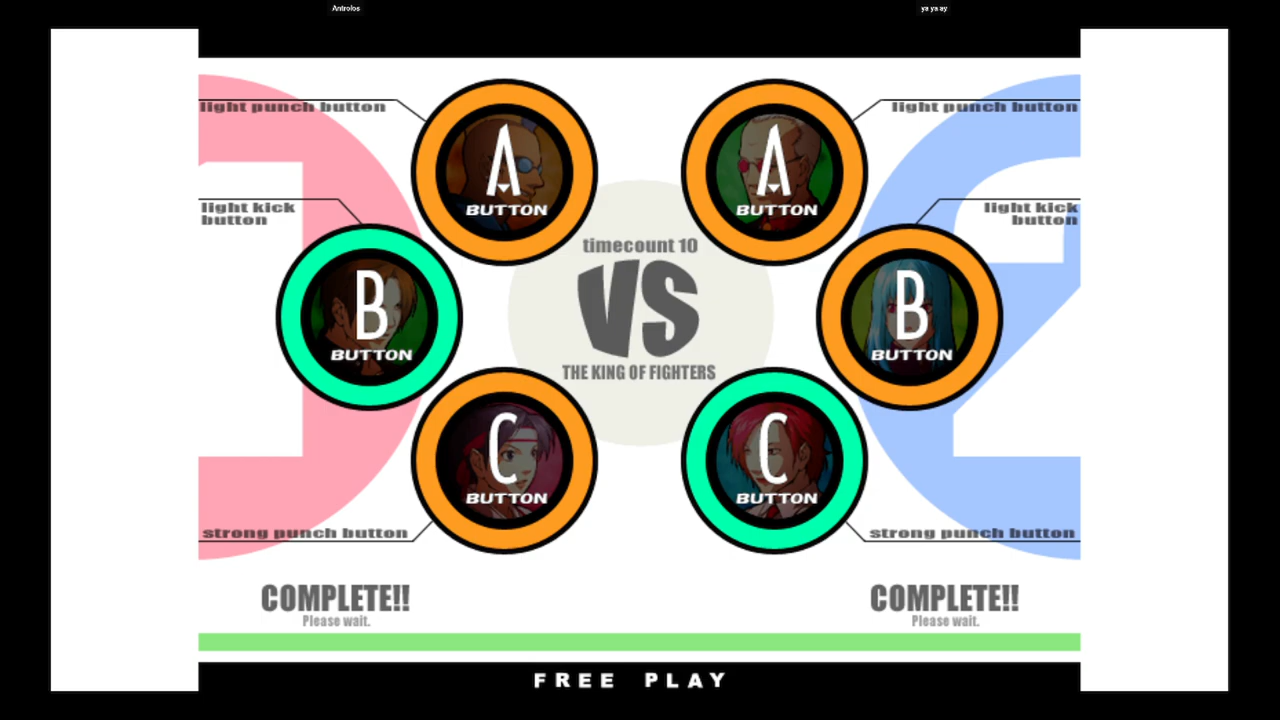 Antrolos
ya ya ay
light punch button
light punch button
A
BUTTON
A
BUTTON
light kick
button
light kick
button
timecount 10
VS
THE KING OF FIGHTERS
B
BUTTON
B
BUTTON
C
BUTTON
C
BUTTON
strong punch button
strong punch button
COMPLETE!!
Please wait.
COMPLETE!!
Please wait.
FREE PLAY